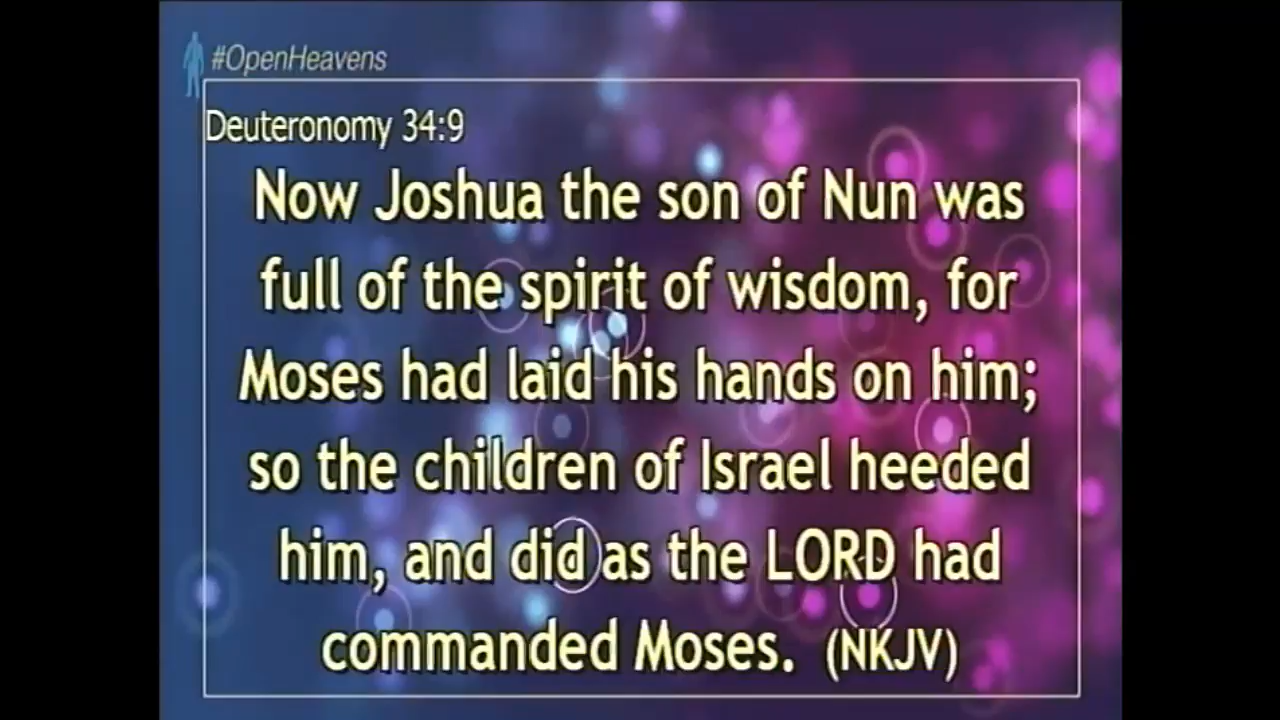 #OpenHeavens
Deuteronomy 34:9
Now Joshua the son of Nun was
full of the spirit of wisdom, for
Moses had laid his hands on him;
so the children of Israel heeded
him, and did as the LORD had
commanded Moses. (NKJV)